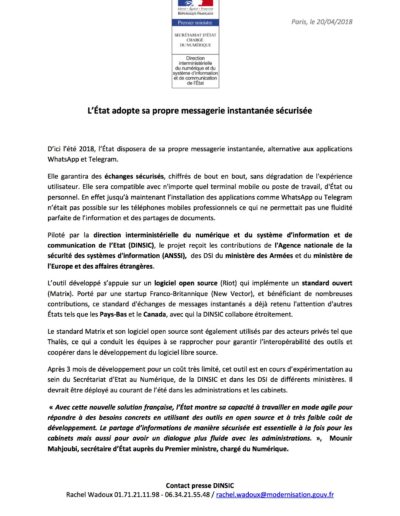 Liberté • Égalité • Fraternité
RÉPUBLIQUE FRANÇAISE
Premier ministre
Paris, le 20/04/2018
SECRÉTARIAT D'ÉTAT
CHARGÉ
DU NUMÉRIQUE
Direction
interministérielle
du numérique et du
système d'information
et de communication
de l'État
L'État adopte sa propre messagerie instantanée sécurisée
D'ici l'été 2018, l'État disposera de sa propre messagerie instantanée, alternative aux applications
WhatsApp et Telegram.
Elle garantira des échanges sécurisés, chiffrés de bout en bout, sans dégradation de l'expérience
utilisateur. Elle sera compatible avec n'importe quel terminal mobile ou poste de travail, d'État ou
personnel. En effet jusqu'à maintenant l'installation des applications comme WhatsApp ou Telegram
n'était pas possible sur les téléphones mobiles professionnels ce qui ne permettait pas une fluidité
parfaite de l'information et des partages de documents.
Piloté par la direction interministérielle du numérique et du système d'information et de
communication de l'Etat (DINSIC), le projet reçoit les contributions de l'Agence nationale de la
sécurité des systèmes d'information (ANSSI), des DSI du ministère des Armées et du ministère de
l'Europe et des affaires étrangères.
L'outil développé s'appuie sur un logiciel open source (Riot) qui implémente un standard ouvert
(Matrix). Porté par une startup Franco-Britannique (New Vector), et bénéficiant de nombreuses
contributions, ce standard d'échanges de messages instantanés a déjà retenu l'attention d'autres
États tels que les Pays-Bas et le Canada, avec qui la DINSIC collabore étroitement.
Le standard Matrix et son logiciel open source sont également utilisés par des acteurs privés tel que
Thalès, ce qui a conduit les équipes à se rapprocher pour garantir l'interopérabilité des outils et
coopérer dans le développement du logiciel libre source.
Après 3 mois de développement pour un coût très limité, cet outil est en cours d'expérimentation au
sein du Secrétariat d'Etat au Numérique, de la DINSIC et dans les DSI de différents ministères. Il
devrait être déployé au courant de l'été dans les administrations et les cabinets.
« Avec cette nouvelle solution française, l'État montre sa capacité à travailler en mode agile pour
répondre à des besoins concrets en utilisant des outils en open source et à très faible coût de
développement. Le partage d'informations de manière sécurisée est essentielle à la fois pour les
cabinets mais aussi pour avoir un dialogue plus fluide avec les administrations. », Mounir
Mahjoubi, secrétaire d'État auprès du Premier ministre, chargé du Numérique.
Contact presse DINSIC
Rachel Wadoux 01.71.21.11.98 - 06.34.21.55.48 / rachel.wadoux@modernisation.gouv.fr